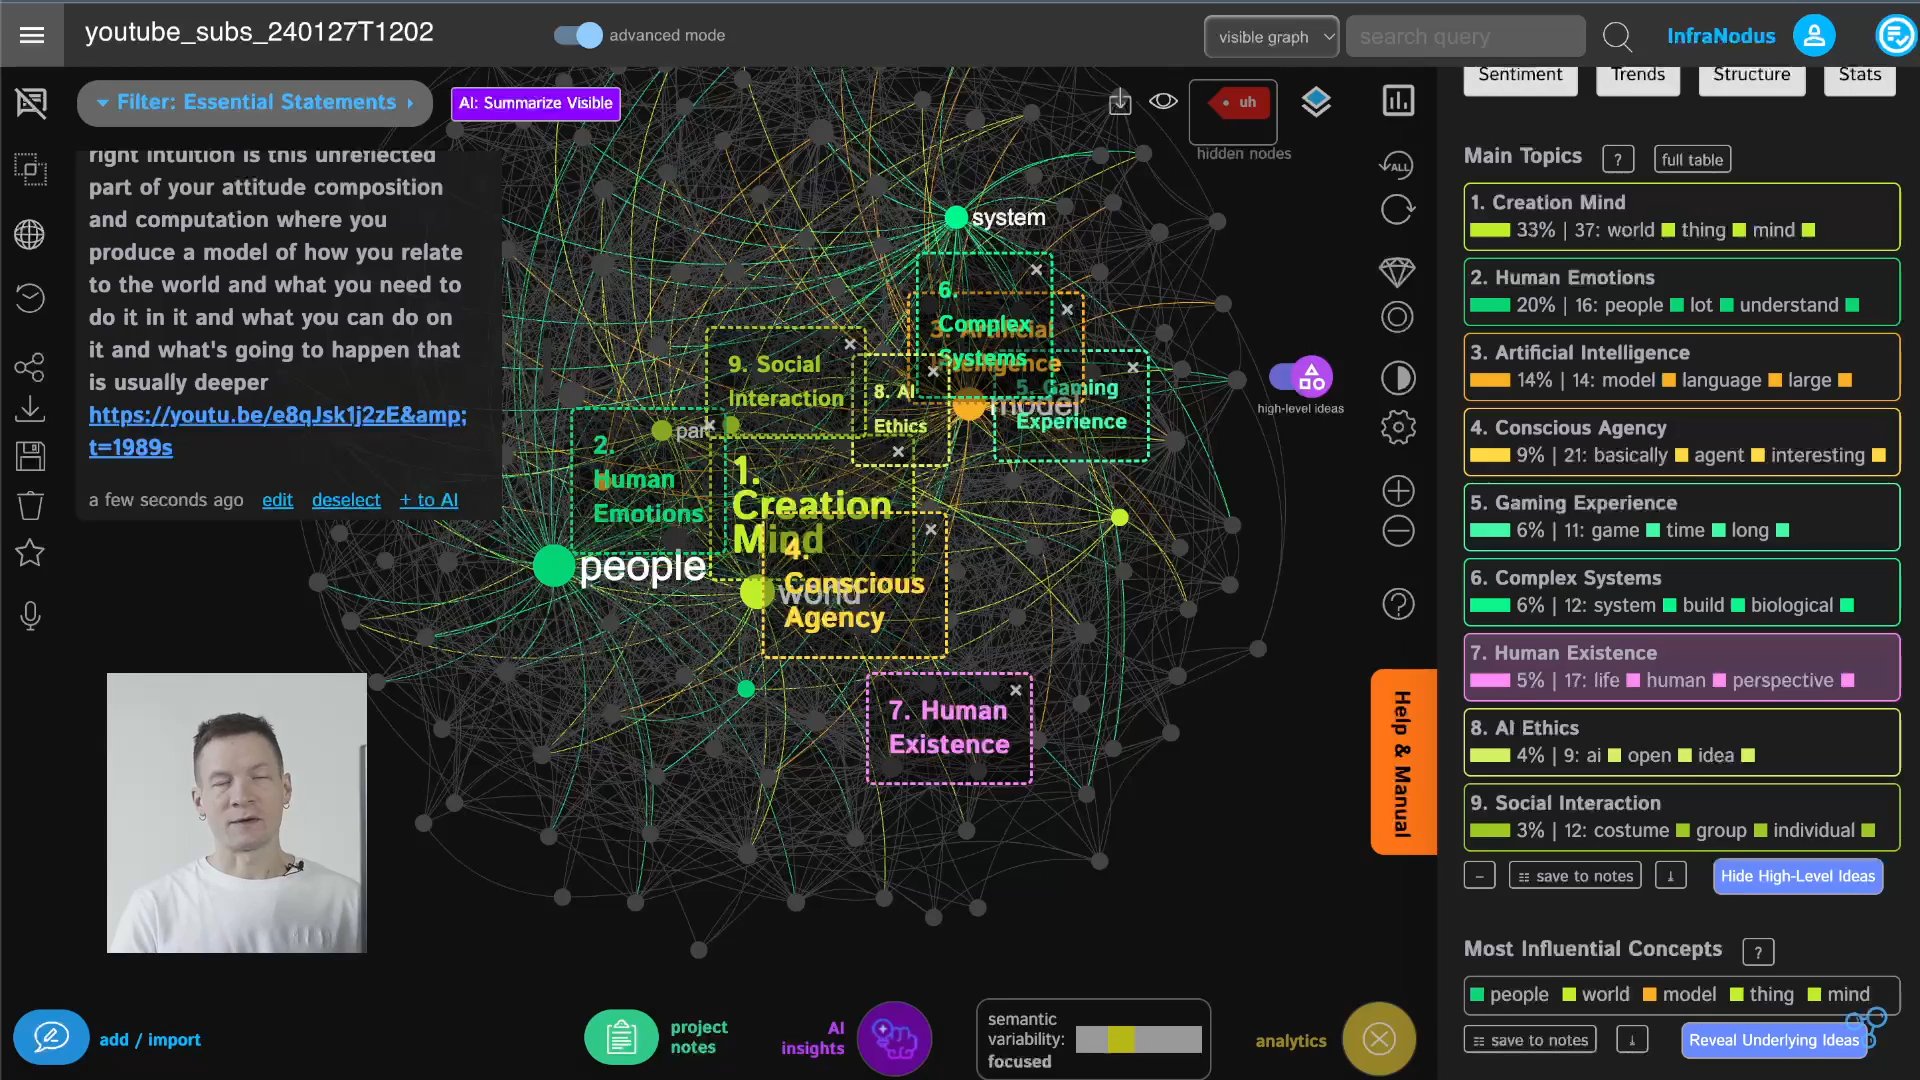 youtube_subs_240127T1202
advanced mode
visible graph
search query
InfraNodus
Filter: Essential Statements
AI: Summarize Visible
uh
hidden nodes
right intuition is this unreflected
part of your attitude composition
and computation where you
produce a model of how you relate
to the world and what you need to
do it in it and what you can do on
it and what's going to happen that
is usually deeper
https://youtu.be/e8qJsk1j2zE&amp;
t=1989s
a few seconds ago edit deselect + to AI
system
6.
Complex
Systems
3. Artificial
Intelligence
9. Social
Interaction
8. AI
Ethics
5. Gaming
Experience
model
part
2.
Human
Emotions
1.
Creation
Mind
4.
Conscious
Agency
people
world
7. Human
Existence
high-level ideas
ALL
Help & Manual
Sentiment
Trends
Structure
Stats
Main Topics ? full table
1. Creation Mind
33% | 37: world thing mind
2. Human Emotions
20% | 16: people lot understand
3. Artificial Intelligence
14% | 14: model language large
4. Conscious Agency
9% | 21: basically agent interesting
5. Gaming Experience
6% | 11: game time long
6. Complex Systems
6% | 12: system build biological
7. Human Existence
5% | 17: life human perspective
8. AI Ethics
4% | 9: ai open idea
9. Social Interaction
3% | 12: costume group individual
save to notes
Hide High-Level Ideas
Most Influential Concepts ?
people world model thing mind
save to notes
Reveal Underlying Ideas
add / import
project
notes
AI
insights
semantic
variability:
focused
analytics